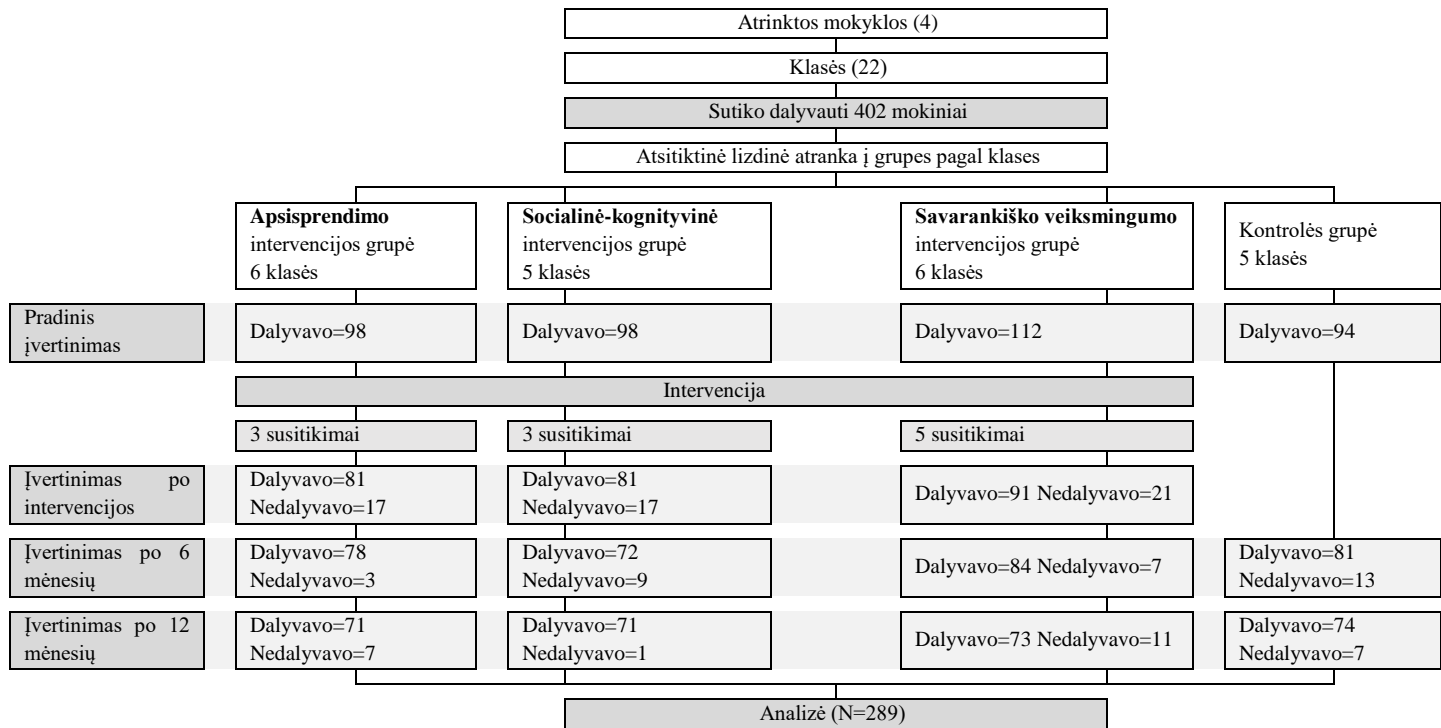 Atrinktos mokyklos (4)
Klasės (22)
Sutiko dalyvauti 402 mokiniai
Atsitiktinė lizdinė atranka į grupes pagal klases
Apsisprendimo
intervencijos grupė
6 klasės
Socialinė-kognityvinė
intervencijos grupė
5 klasės
Savarankiško veiksmingumo
intervencijos grupė
6 klasės
Kontrolės grupė
5 klasės
Pradinis
įvertinimas
Dalyvavo=98
Dalyvavo=98
Dalyvavo=112
Dalyvavo=94
Intervencija
3 susitikimai
3 susitikimai
5 susitikimai
Įvertinimas po
intervencijos
Dalyvavo=81
Nedalyvavo=17
Dalyvavo=81
Nedalyvavo=17
Dalyvavo=91 Nedalyvavo=21
Įvertinimas po 6
mėnesių
Dalyvavo=78
Nedalyvavo=3
Dalyvavo=72
Nedalyvavo=9
Dalyvavo=84 Nedalyvavo=7
Dalyvavo=81
Nedalyvavo=13
Įvertinimas po 12
mėnesių
Dalyvavo=71
Nedalyvavo=7
Dalyvavo=71
Nedalyvavo=1
Dalyvavo=73 Nedalyvavo=11
Dalyvavo=74
Nedalyvavo=7
Analizė (N=289)